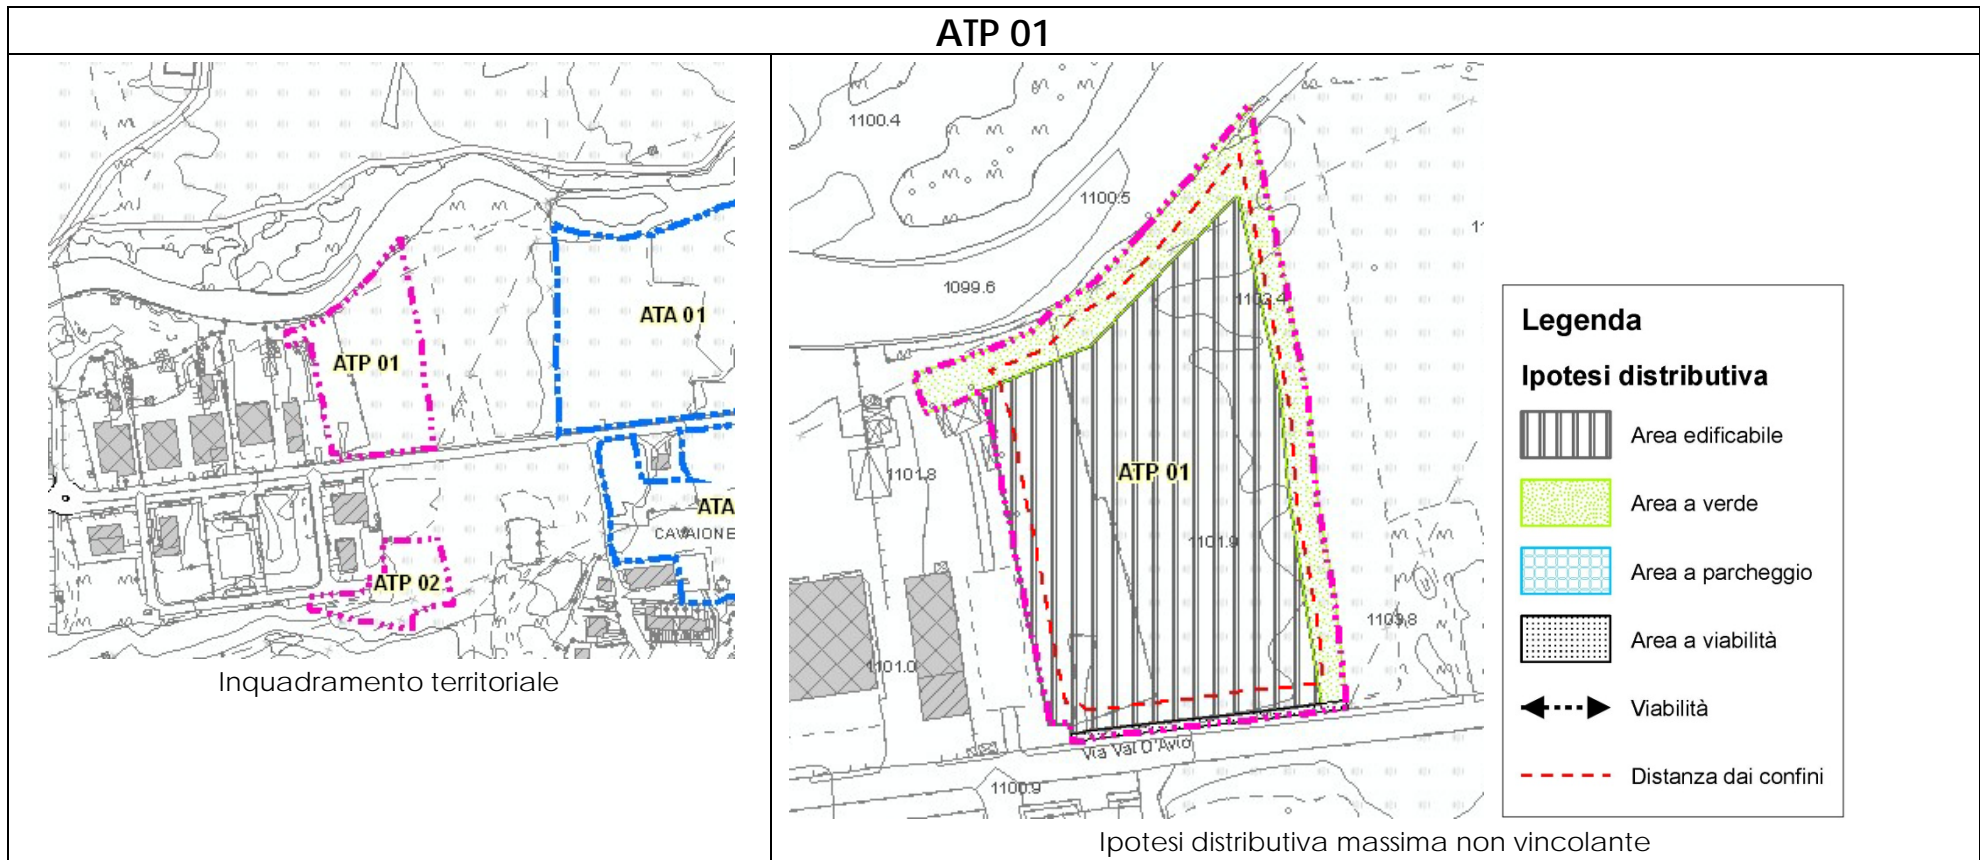 ATP 01
ATA 01
ATP 01
ATA
CAVAIONE
ATP 02
Inquadramento territoriale
1100.4
1100.5
1099.6
1101.8
ATP 01
1101.9
1103.8
1101.0
Via Val D'Avio
1100.9
Ipotesi distributiva massima non vincolante
Legenda
Ipotesi distributiva
Area edificabile
Area a verde
Area a parcheggio
Area a viabilità
Viabilità
Distanza dai confini